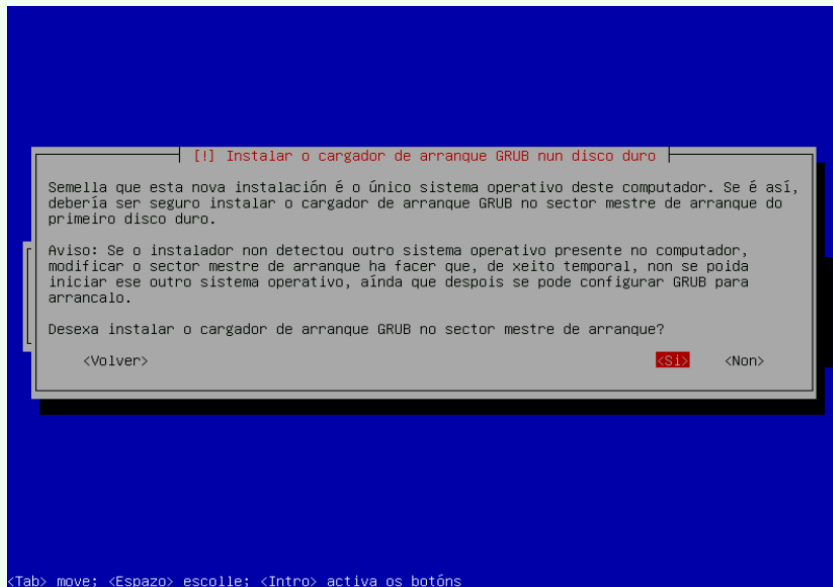 [!] Instalar o cargador de arranque GRUB nun disco duro
Semella que esta nova instalación é o único sistema operativo deste computador. Se é así,
debería ser seguro instalar o cargador de arranque GRUB no sector mestre de arranque do
primeiro disco duro.
Aviso: Se o instalador non detectou outro sistema operativo presente no computador,
modificar o sector mestre de arranque ha facer que, de xeito temporal, non se poida
iniciar ese outro sistema operativo, aínda que despois se pode configurar GRUB para
arrancalo.
Desexa instalar o cargador de arranque GRUB no sector mestre de arranque?
<Volver> <Si> <Non>
<Tab> move; <Espazo> escolle; <Intro> activa os botóns